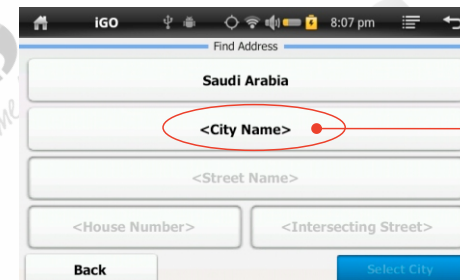 iGO 8:07 pm
Find Address
Saudi Arabia
<City Name>
<Street Name>
<House Number> <Intersecting Street>
Back Select City